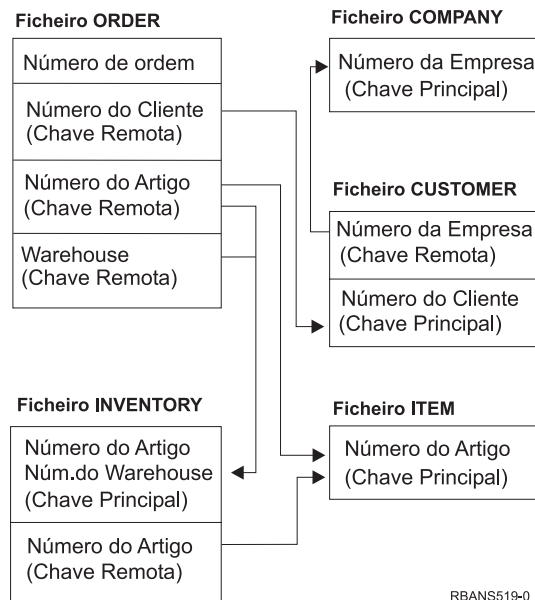 Ficheiro ORDER
Número de ordem
Número do Cliente
(Chave Remota)
Número do Artigo
(Chave Remota)
Warehouse
(Chave Remota)
Ficheiro COMPANY
Número da Empresa
(Chave Principal)
Ficheiro CUSTOMER
Número da Empresa
(Chave Remota)
Número do Cliente
(Chave Principal)
Ficheiro INVENTORY
Número do Artigo
Núm.do Warehouse
(Chave Principal)
Número do Artigo
(Chave Remota)
Ficheiro ITEM
Número do Artigo
(Chave Principal)
RBANS519-0